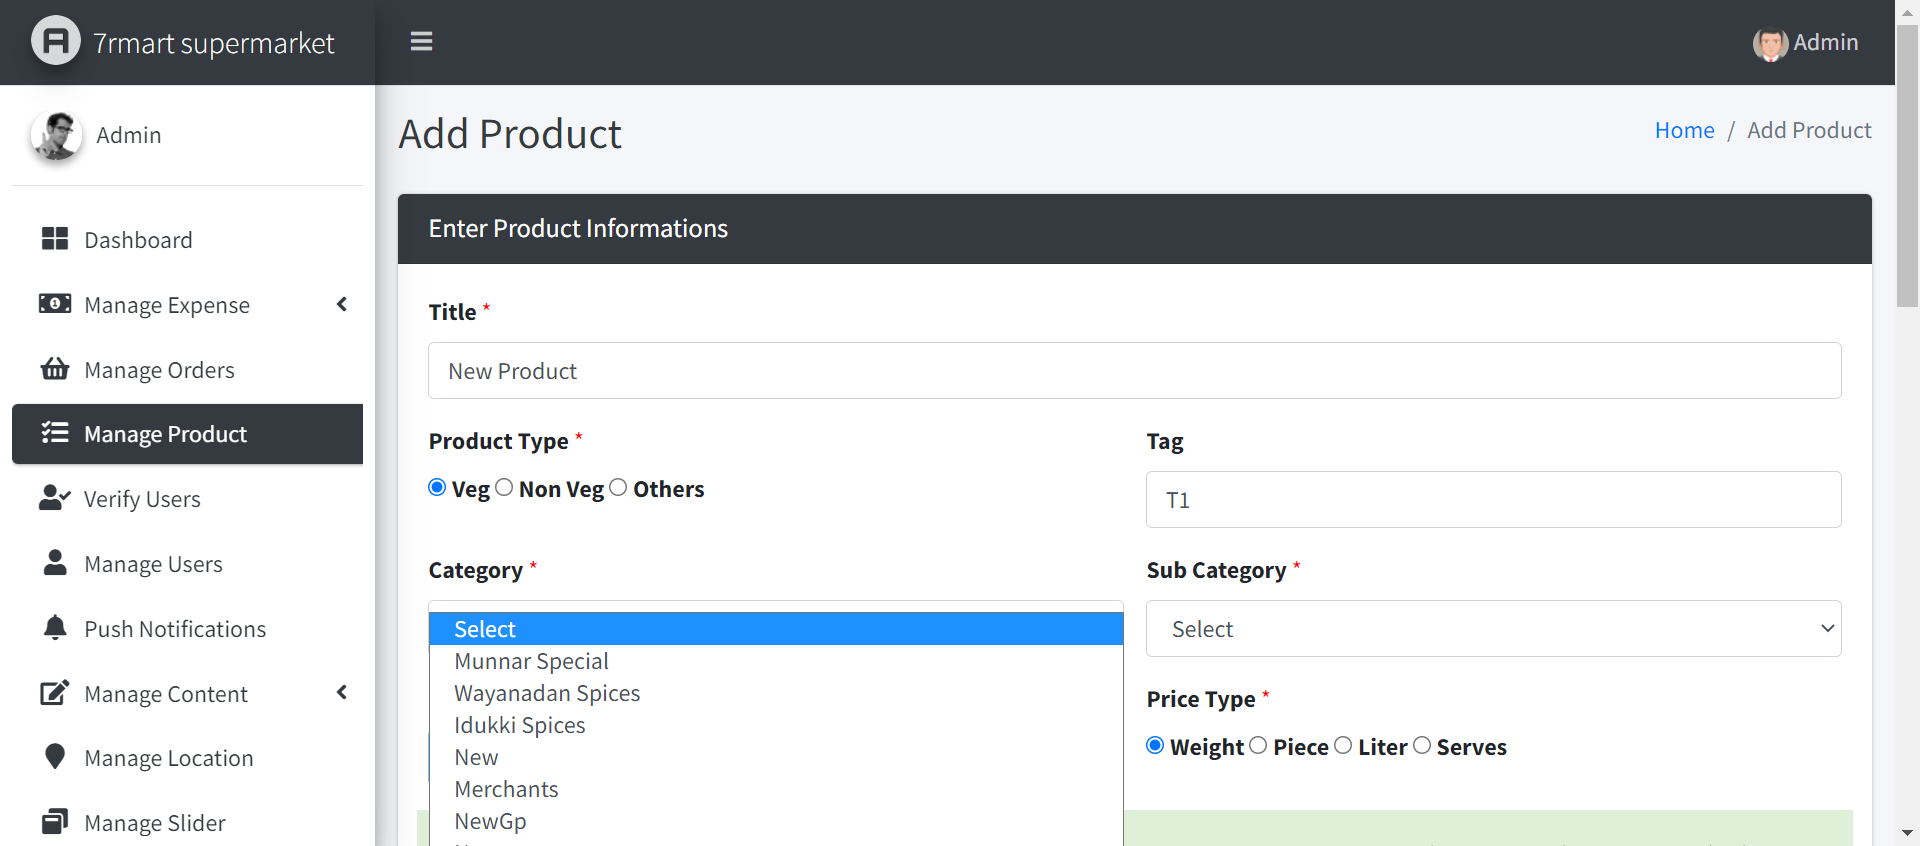 7rmart supermarket
Admin
Admin
Add Product
Home / Add Product
Dashboard
Manage Expense
Manage Orders
Manage Product
Verify Users
Manage Users
Push Notifications
Manage Content
Manage Location
Manage Slider
Enter Product Informations
Title *
New Product
Product Type *
Veg Non Veg Others
Tag
T1
Category *
Select
Munnar Special
Wayanadan Spices
Idukki Spices
New
Merchants
NewGp
Sub Category *
Select
Price Type *
Weight Piece Liter Serves